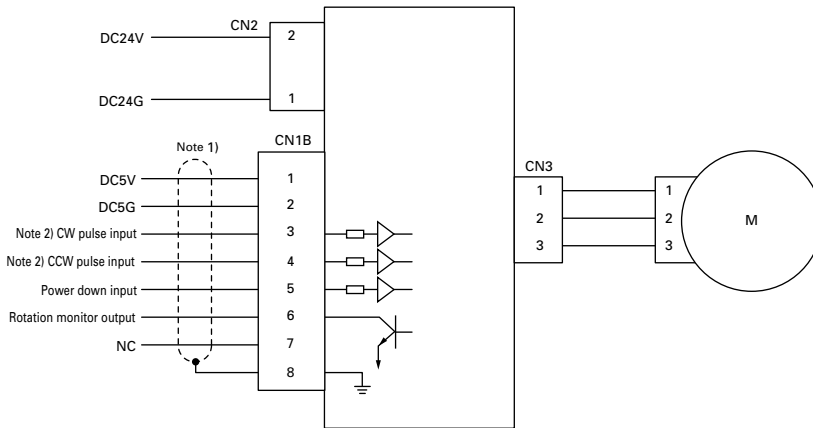 CN2
DC24V
2
DC24G
1
Note 1)
CN1B
DC5V
1
DC5G
2
Note 2) CW pulse input
3
Note 2) CCW pulse input
4
Power down input
5
Rotation monitor output
6
NC
7
8
CN3
1
2
3
1
2
3
M